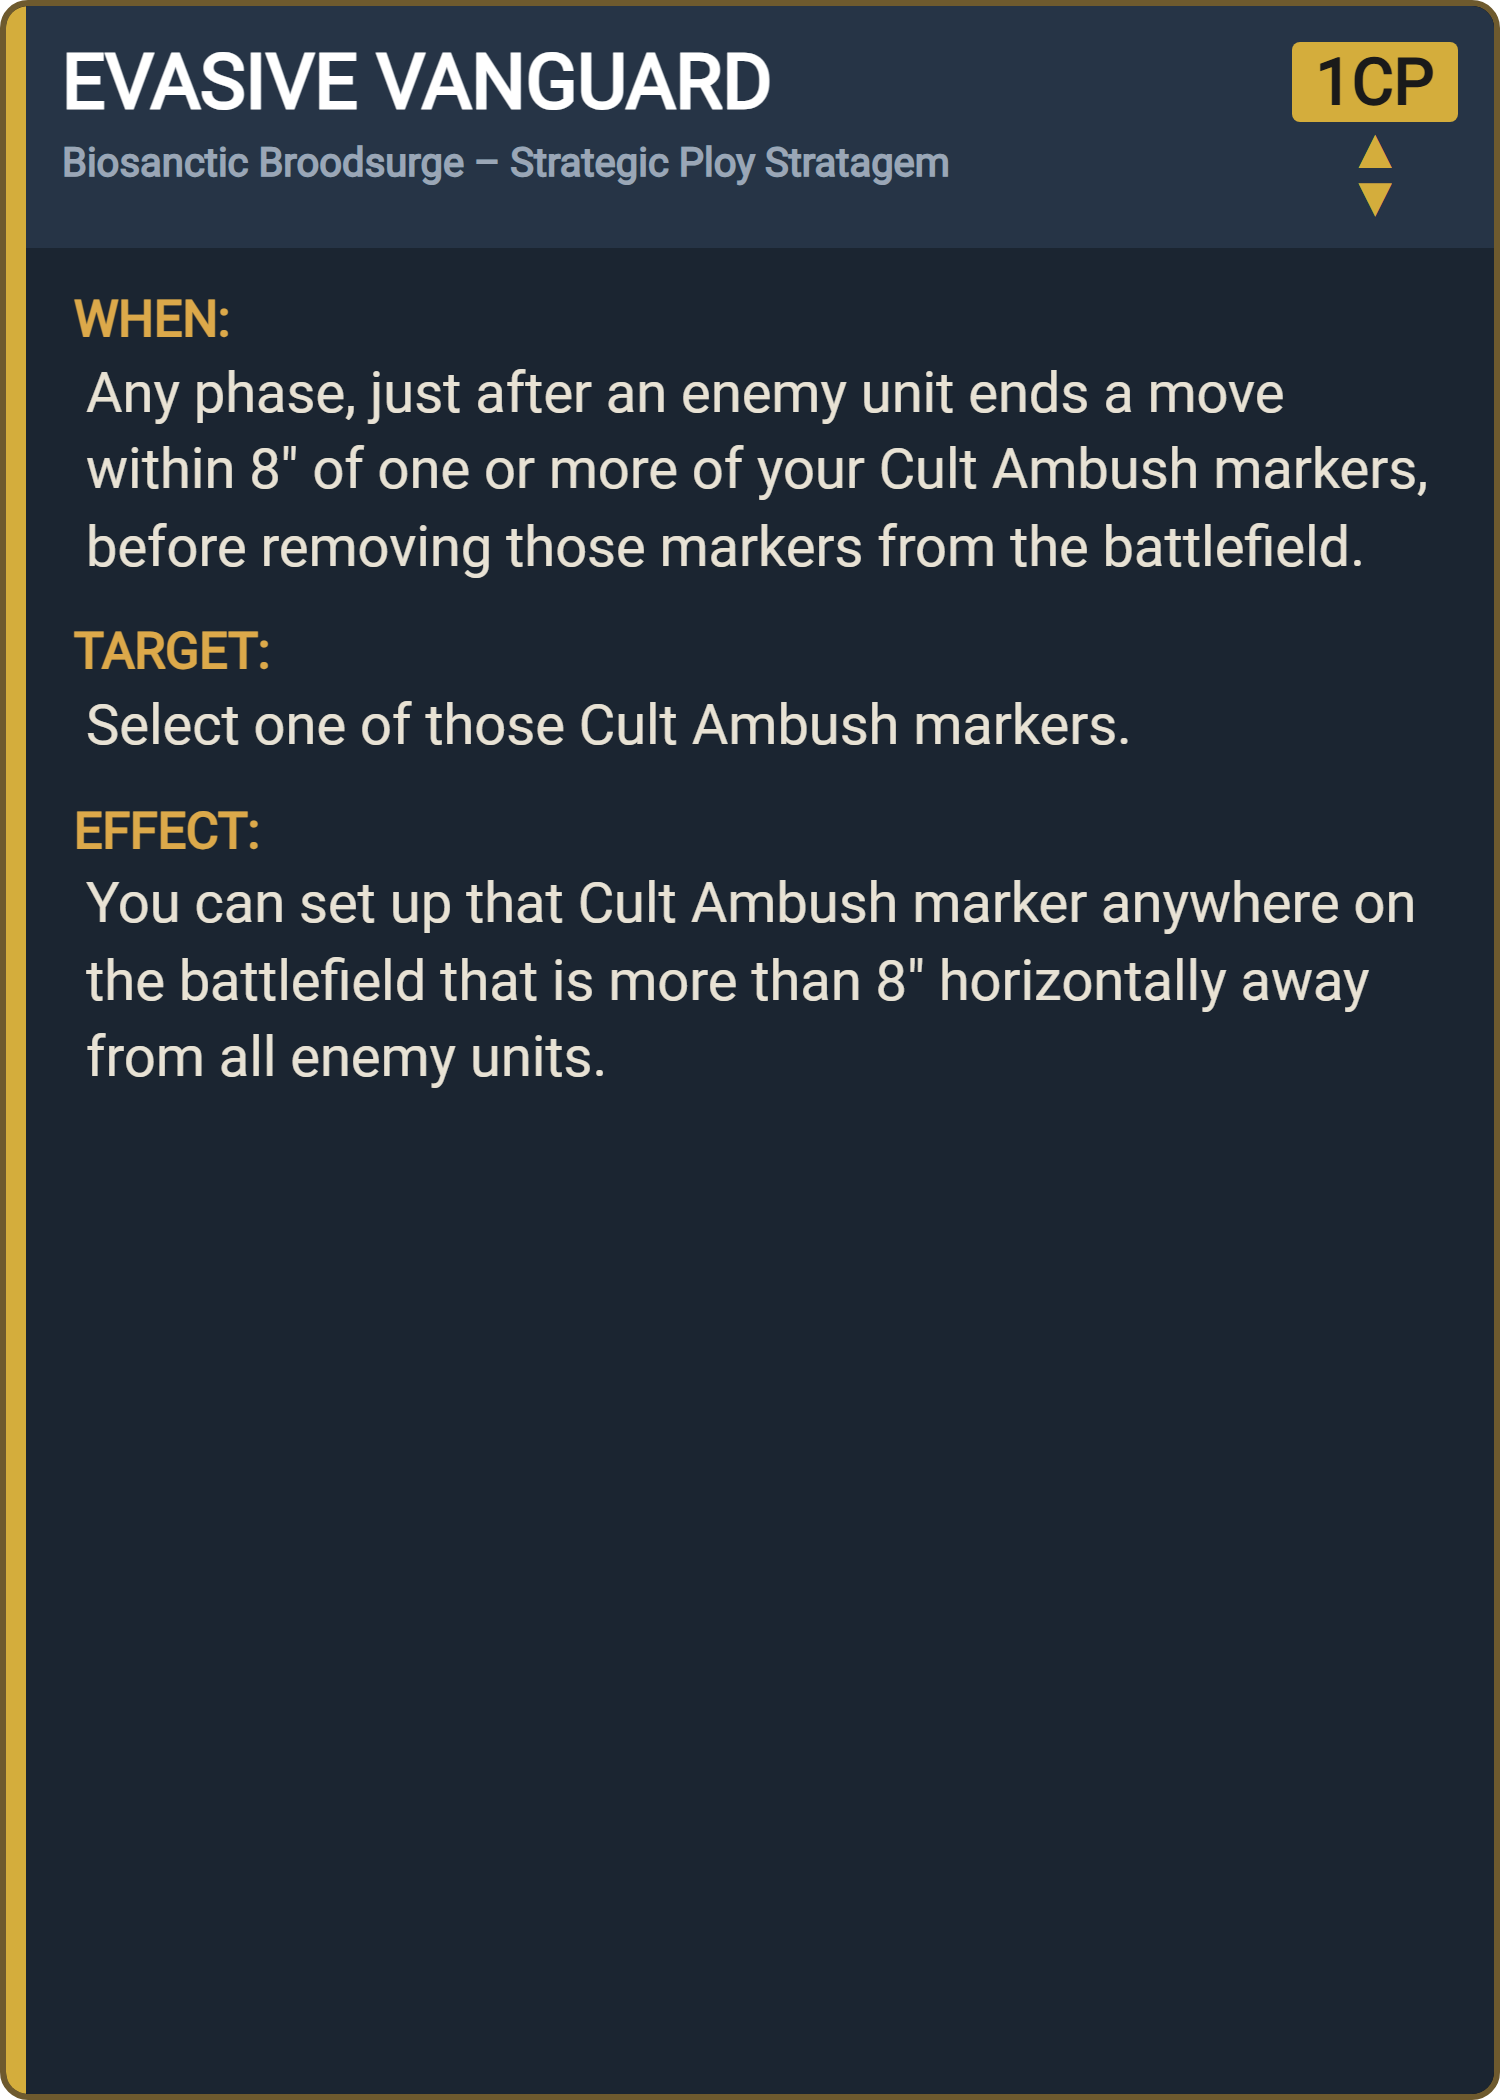 EVASIVE VANGUARD
Biosanctic Broodsurge – Strategic Ploy Stratagem
1CP
▲
▼
WHEN:
Any phase, just after an enemy unit ends a move
within 8" of one or more of your Cult Ambush markers,
before removing those markers from the battlefield.
TARGET:
Select one of those Cult Ambush markers.
EFFECT:
You can set up that Cult Ambush marker anywhere on
the battlefield that is more than 8" horizontally away
from all enemy units.